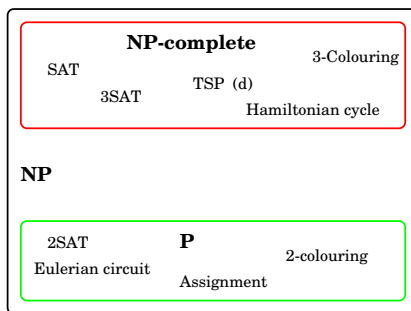 NP-complete
3-Colouring
SAT
TSP (d)
3SAT
Hamiltonian cycle
NP
2SAT
P
2-colouring
Eulerian circuit
Assignment